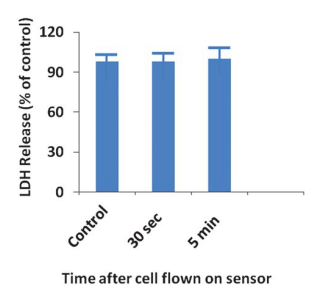 LDH Release (% of control)
120
90
60
30
0
Control
30 sec
5 min
Time after cell flown on sensor